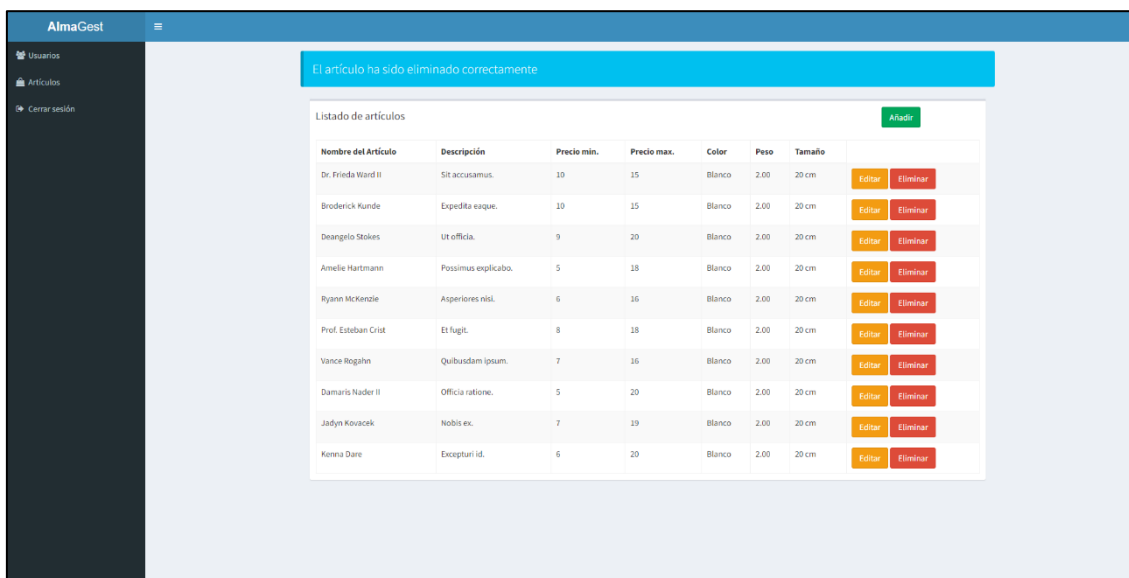 AlmaGest
Usuarios
Artículos
Cerrar sesión
El artículo ha sido eliminado correctamente
Listado de artículos Añadir
Nombre del Artículo Descripción Precio min. Precio max. Color Peso Tamaño
Dr. Frieda Ward II Sit accusamus. 10 15 Blanco 2.00 20 cm Editar Eliminar
Broderick Kunde Expedita eaque. 10 15 Blanco 2.00 20 cm Editar Eliminar
Deangelo Stokes Ut officia. 9 20 Blanco 2.00 20 cm Editar Eliminar
Amelie Hartmann Possimus explicabo. 5 18 Blanco 2.00 20 cm Editar Eliminar
Ryann McKenzie Asperiores nisi. 6 16 Blanco 2.00 20 cm Editar Eliminar
Prof. Esteban Crist Et fugit. 8 18 Blanco 2.00 20 cm Editar Eliminar
Vance Rogahn Quibusdam ipsum. 7 16 Blanco 2.00 20 cm Editar Eliminar
Damaris Nader II Officia ratione. 5 20 Blanco 2.00 20 cm Editar Eliminar
Jadyn Kovacek Nobis ex. 7 19 Blanco 2.00 20 cm Editar Eliminar
Kenna Dare Excepturi id. 6 20 Blanco 2.00 20 cm Editar Eliminar